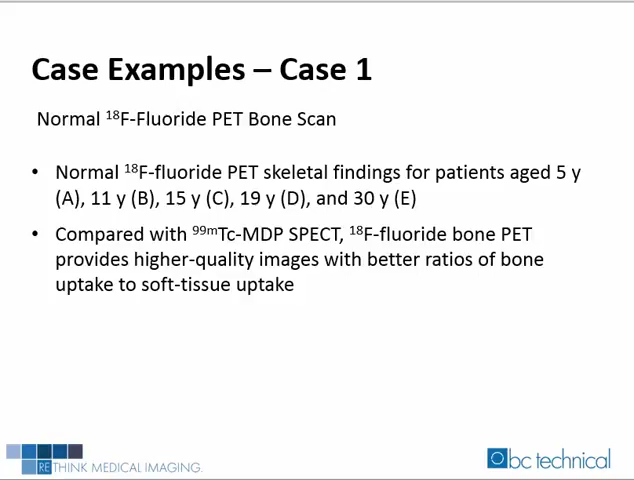 Case Examples – Case 1
Normal ¹⁸F-Fluoride PET Bone Scan
• Normal ¹⁸F-fluoride PET skeletal findings for patients aged 5 y
(A), 11 y (B), 15 y (C), 19 y (D), and 30 y (E)
• Compared with ⁹⁹ᵐTc-MDP SPECT, ¹⁸F-fluoride bone PET
provides higher-quality images with better ratios of bone
uptake to soft-tissue uptake
RETHINK MEDICAL IMAGING.
bc technical